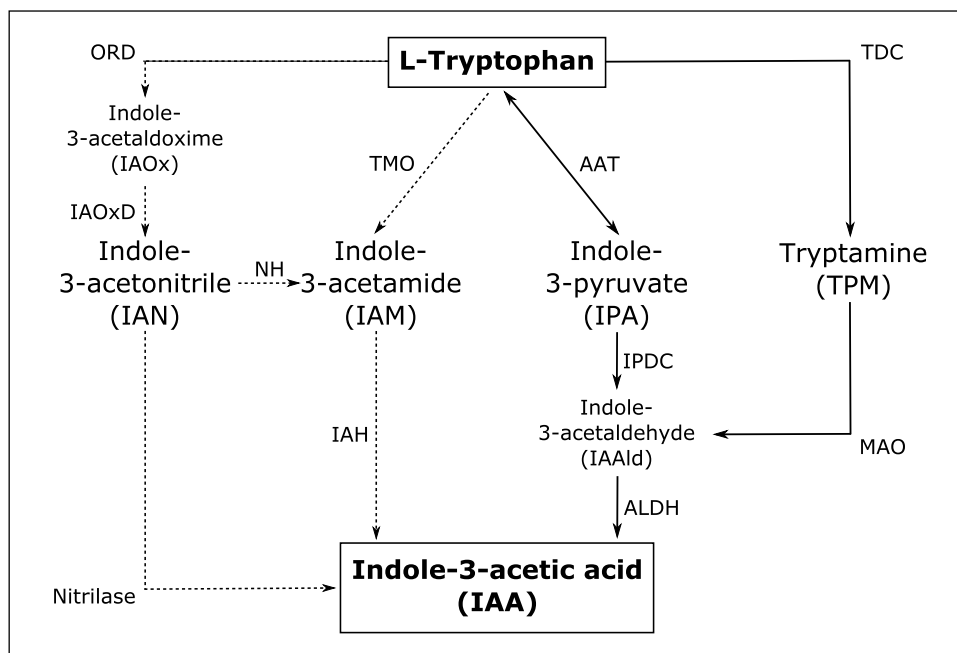 ORD
L-Tryptophan
TDC
Indole-
3-acetaldoxime
(IAOx)
TMO
AAT
IAOxD
Indole-
3-acetonitrile
(IAN)
NH
Indole-
3-acetamide
(IAM)
Indole-
3-pyruvate
(IPA)
Tryptamine
(TPM)
IPDC
Indole-
3-acetaldehyde
(IAAld)
IAH
MAO
ALDH
Indole-3-acetic acid
(IAA)
Nitrilase